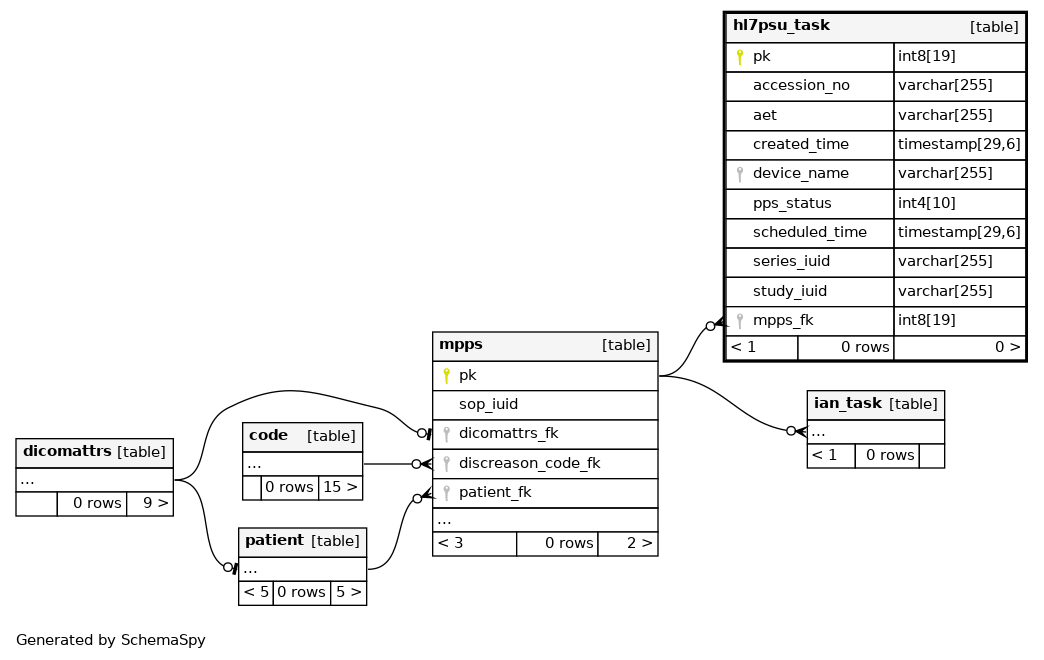 hl7psu_task [table]
pk int8[19]
accession_no varchar[255]
aet varchar[255]
created_time timestamp[29,6]
device_name varchar[255]
pps_status int4[10]
scheduled_time timestamp[29,6]
series_iuid varchar[255]
study_iuid varchar[255]
mpps_fk int8[19]
< 1 0 rows 0 >
mpps [table]
pk
sop_iuid
dicomattrs_fk
discreason_code_fk
patient_fk
...
< 3 0 rows 2 >
ian_task [table]
...
< 1 0 rows
code [table]
...
0 rows 15 >
dicomattrs [table]
...
0 rows 9 >
patient [table]
...
< 5 0 rows 5 >
Generated by SchemaSpy